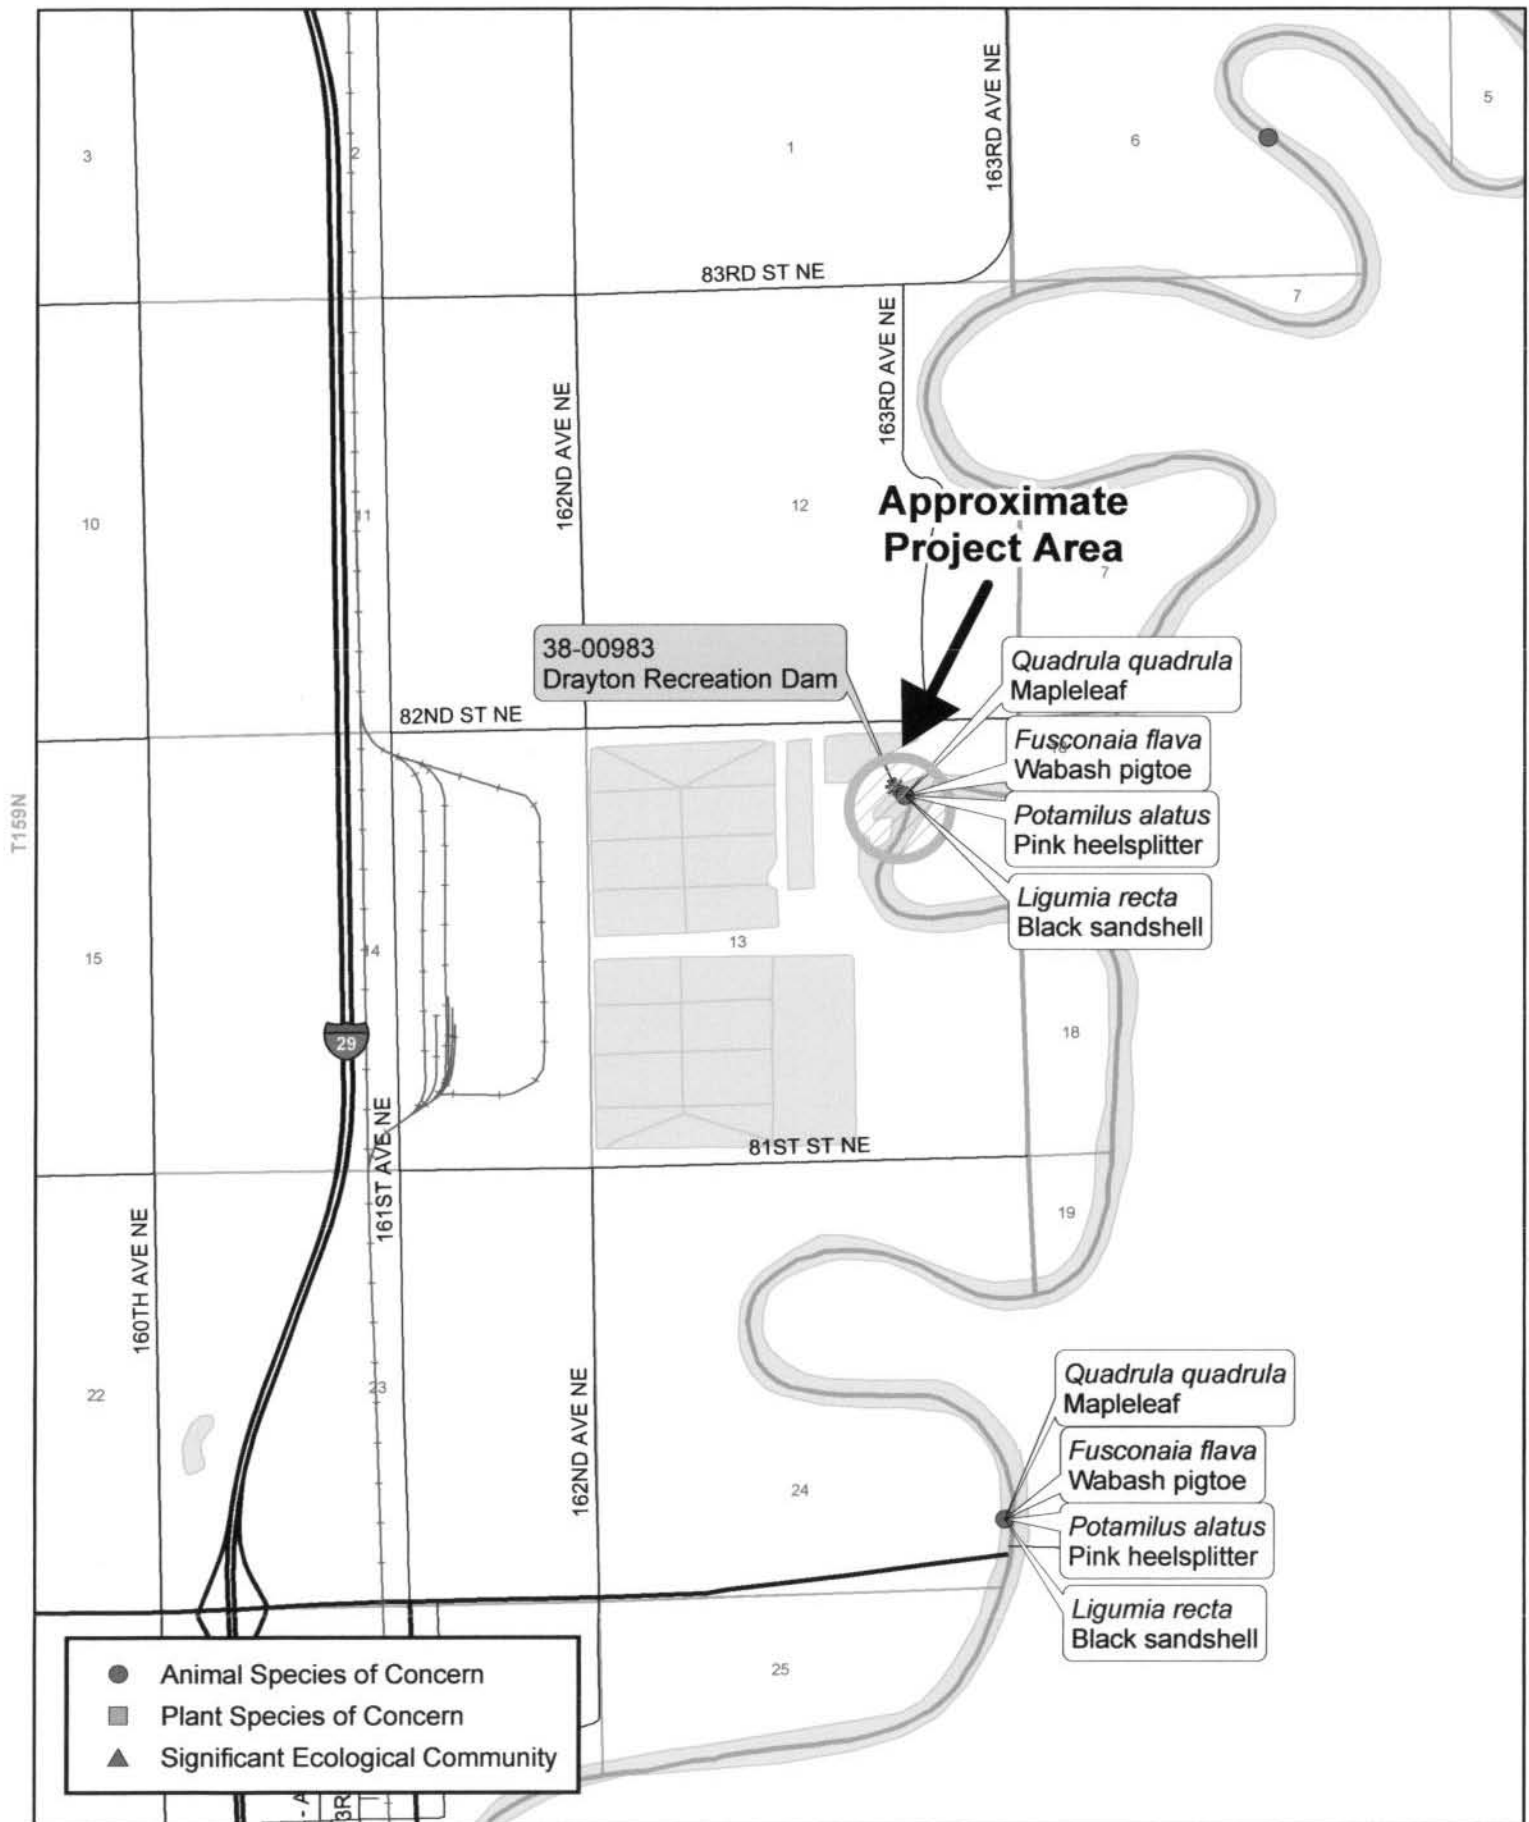 5
163RD AVE NE
6
3
2
1
83RD ST NE
7
163RD AVE NE
162ND AVE NE
12
Approximate
Project Area
10
11
7
38-00983
Drayton Recreation Dam
Quadrula quadrula
Mapleleaf
82ND ST NE
Fusconaia flava
Wabash pigtoe
T159N
Potamilus alatus
Pink heelsplitter
Ligumia recta
Black sandshell
13
15
14
18
29
161ST AVE NE
81ST ST NE
19
160TH AVE NE
Quadrula quadrula
Mapleleaf
22
23
162ND AVE NE
Fusconaia flava
Wabash pigtoe
24
Potamilus alatus
Pink heelsplitter
Ligumia recta
Black sandshell
25
Animal Species of Concern
Plant Species of Concern
Significant Ecological Community